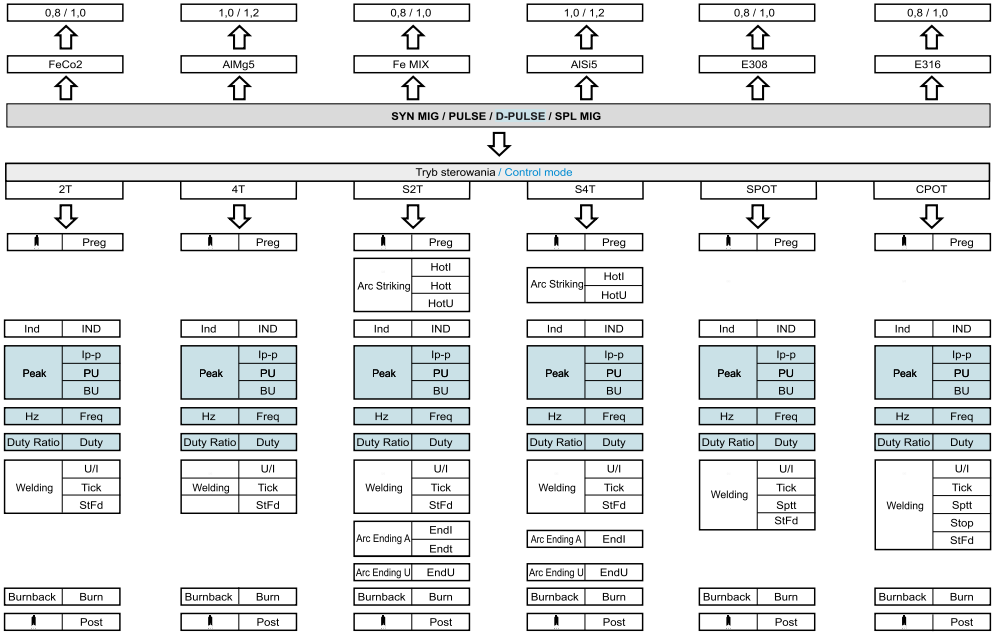 0,8 / 1,0 1,0 / 1,2 0,8 / 1,0 1,0 / 1,2 0,8 / 1,0 0,8 / 1,0
FeCo2 AlMg5 Fe MIX AlSi5 E308 E316
SYN MIG / PULSE / D-PULSE / SPL MIG
Tryb sterowania / Control mode
2T 4T S2T S4T SPOT CPOT
Preg Preg Preg Preg Preg Preg
Arc Striking HotI Hott HotU
Arc Striking HotI HotU
Ind IND Ind IND Ind IND Ind IND Ind IND Ind IND
Peak Ip-p PU BU
Peak Ip-p PU BU
Peak Ip-p PU BU
Peak Ip-p PU BU
Peak Ip-p PU BU
Peak Ip-p PU BU
Hz Freq Hz Freq Hz Freq Hz Freq Hz Freq Hz Freq
Duty Ratio Duty Duty Ratio Duty Duty Ratio Duty Duty Ratio Duty Duty Ratio Duty Duty Ratio Duty
Welding U/I Tick StFd
Welding U/I Tick StFd
Welding U/I Tick StFd
Welding U/I Tick StFd
Welding U/I Tick Sptt StFd
Welding U/I Tick Sptt Stop StFd
Arc Ending A EndI Endt
Arc Ending A EndI
Arc Ending U EndU Arc Ending U EndU
Burnback Burn Burnback Burn Burnback Burn Burnback Burn Burnback Burn Burnback Burn
Post Post Post Post Post Post